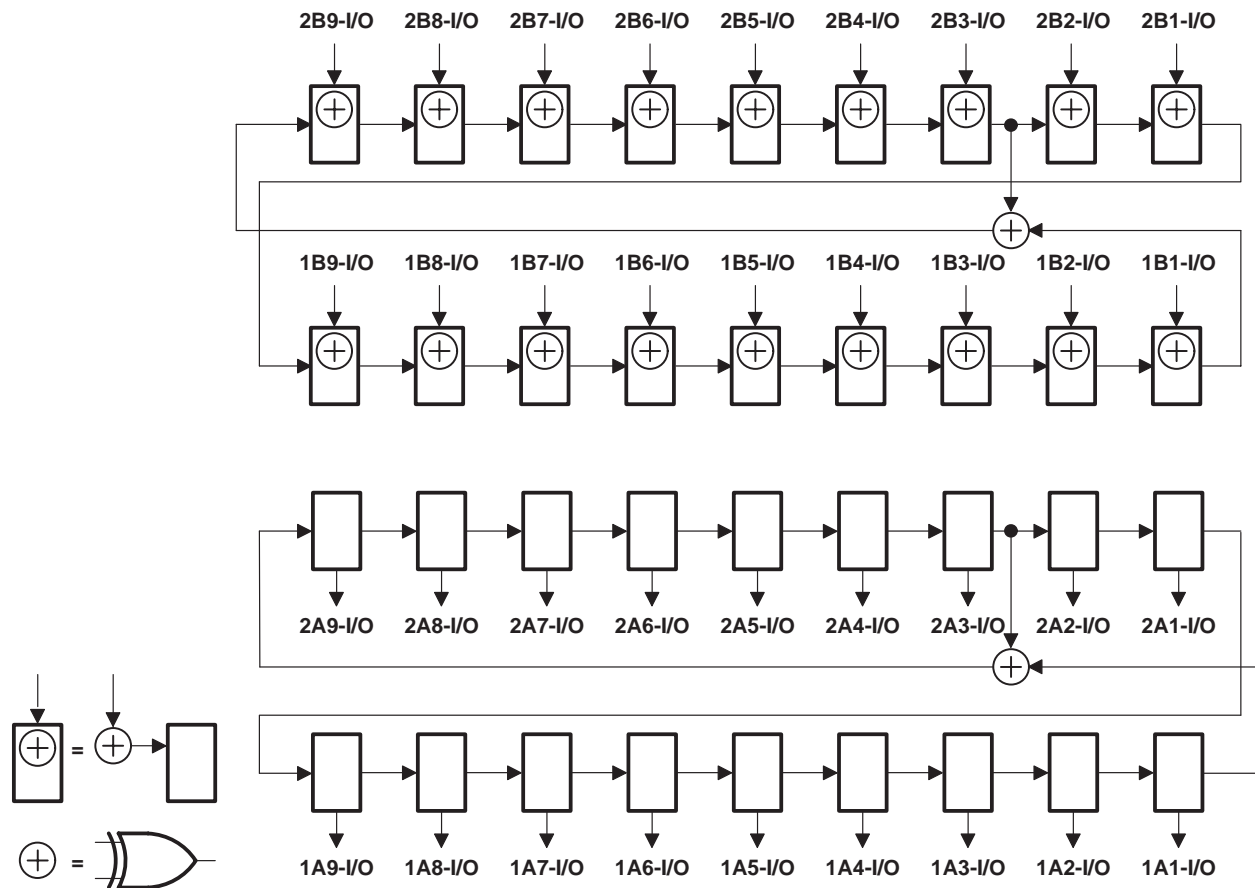 2B9-I/O 2B8-I/O 2B7-I/O 2B6-I/O 2B5-I/O 2B4-I/O 2B3-I/O 2B2-I/O 2B1-I/O
1B9-I/O 1B8-I/O 1B7-I/O 1B6-I/O 1B5-I/O 1B4-I/O 1B3-I/O 1B2-I/O 1B1-I/O
2A9-I/O 2A8-I/O 2A7-I/O 2A6-I/O 2A5-I/O 2A4-I/O 2A3-I/O 2A2-I/O 2A1-I/O
=
=
1A9-I/O 1A8-I/O 1A7-I/O 1A6-I/O 1A5-I/O 1A4-I/O 1A3-I/O 1A2-I/O 1A1-I/O